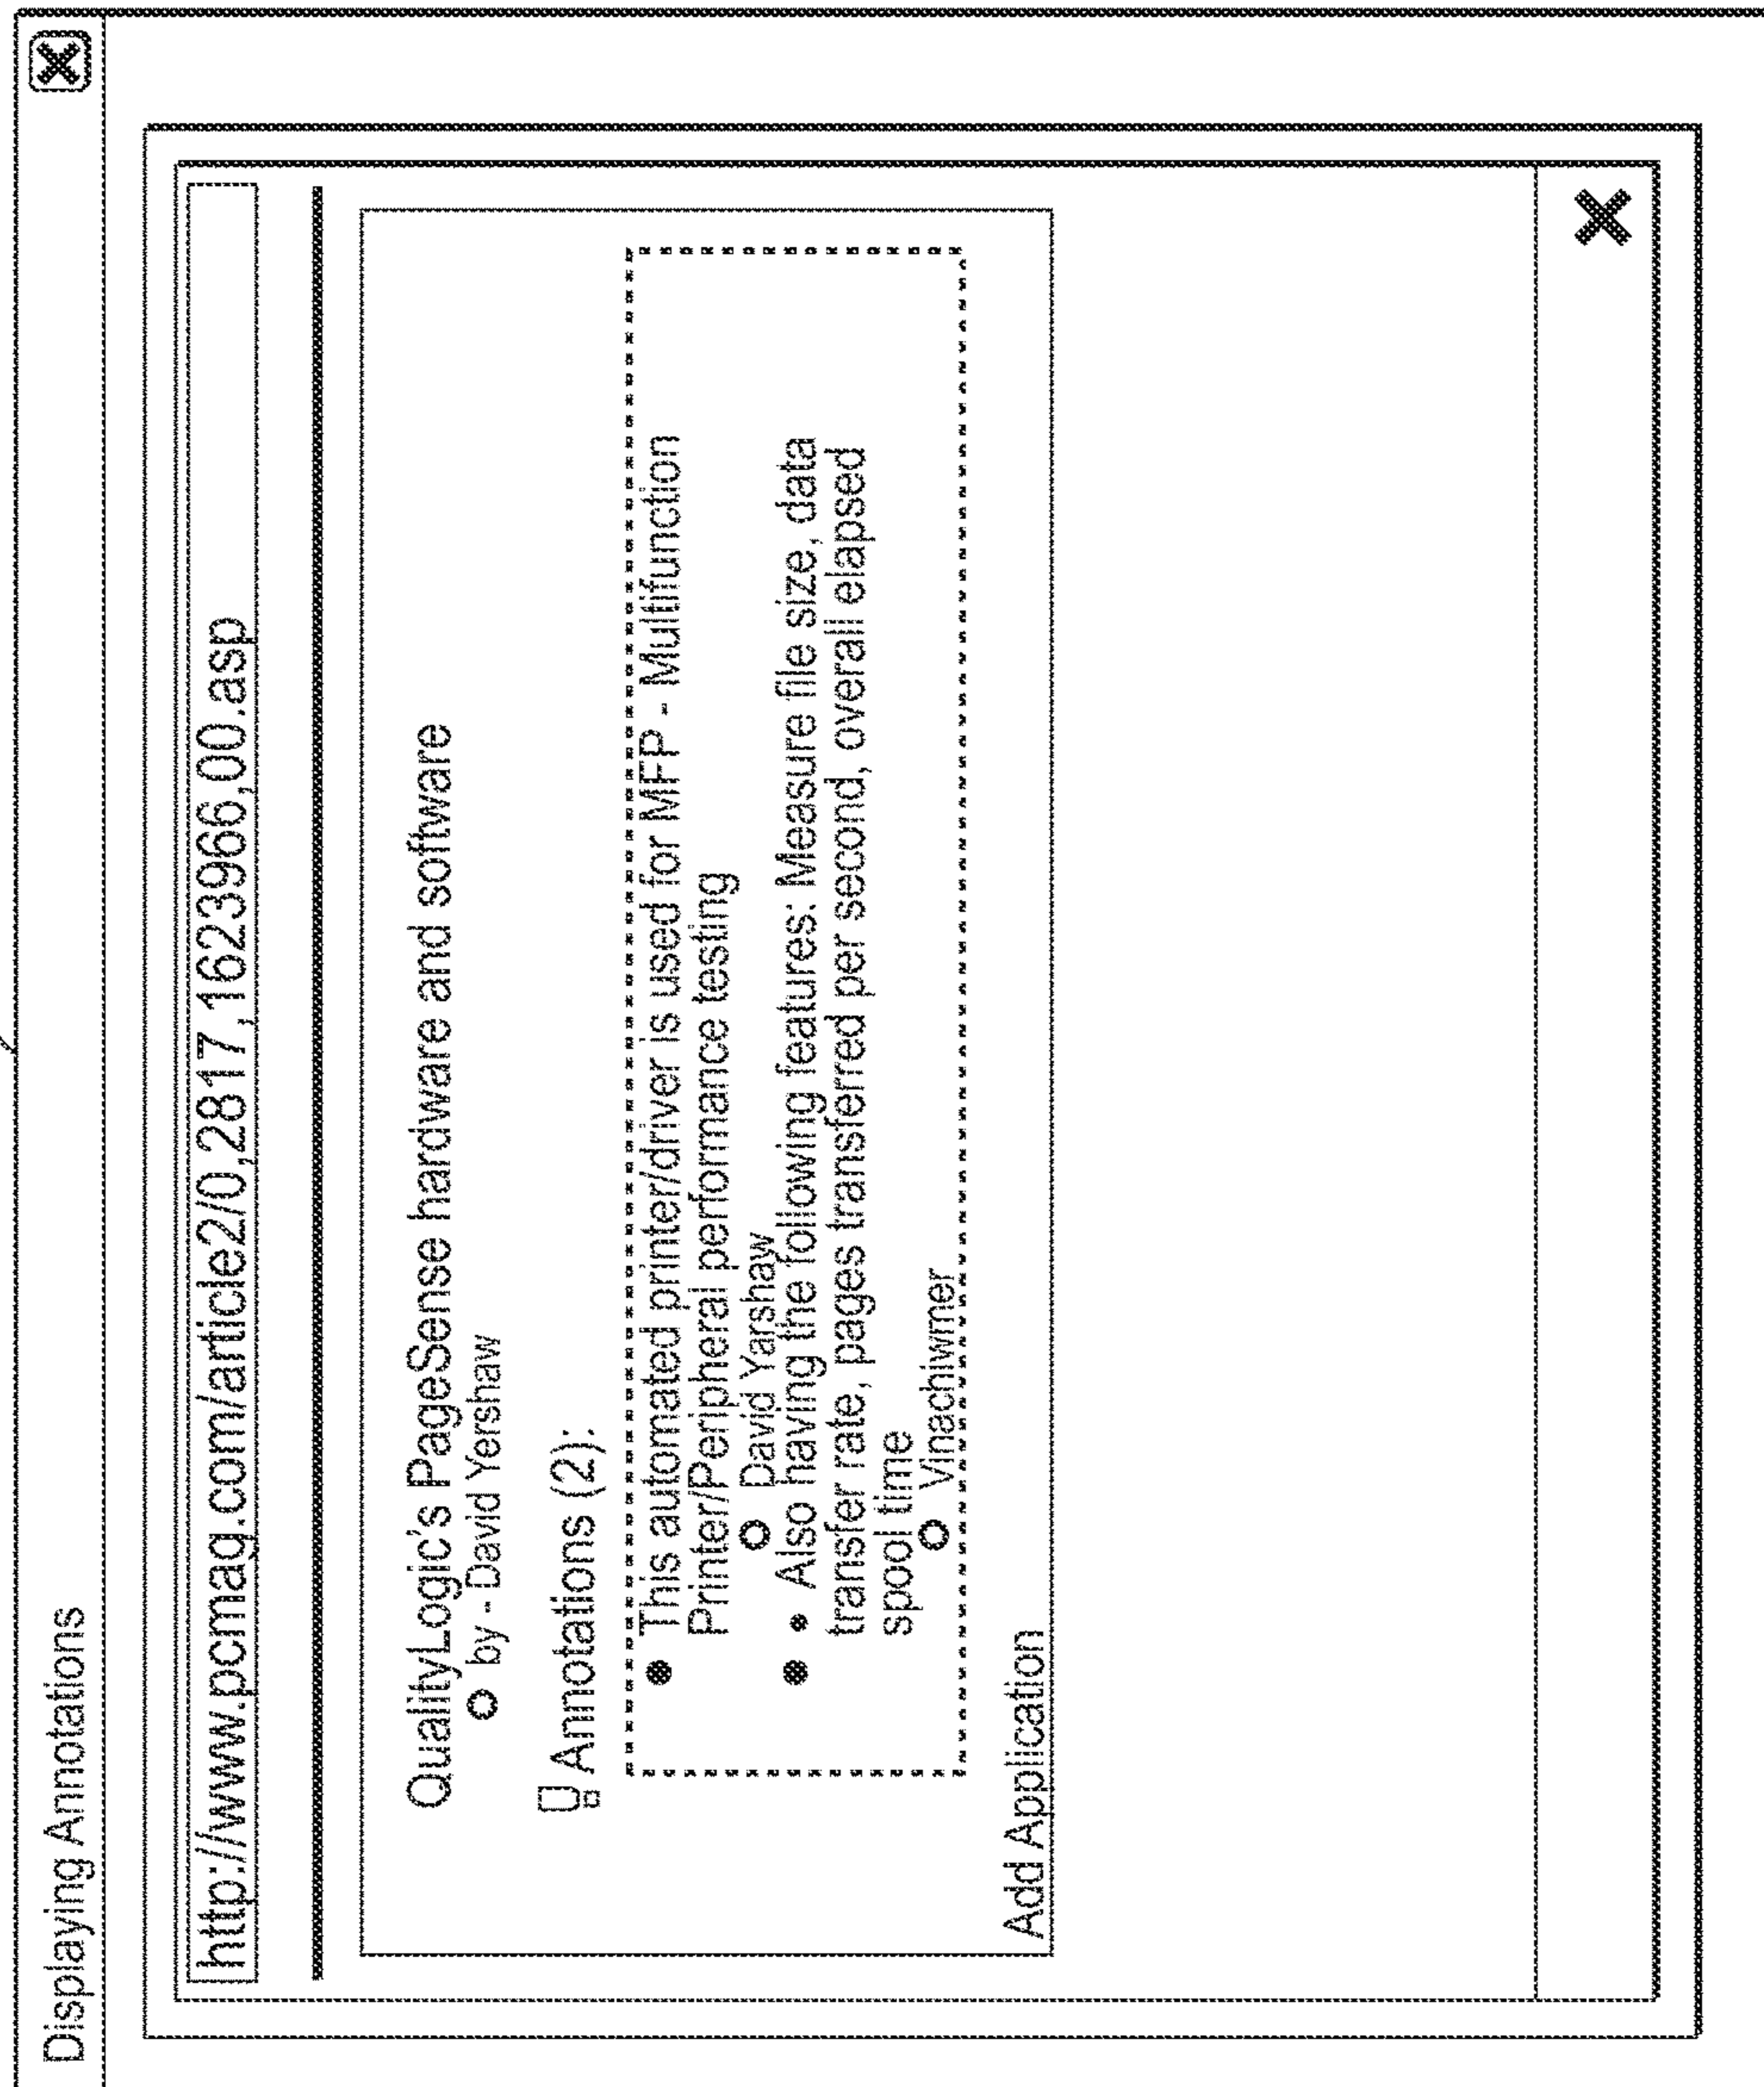 Displaying Annotations
http://www.pcmag.com/article2/0,2817,1623966,00.asp
QualityLogic's PageSense hardware and software
by - David Yershaw
Annotations (2):
This automated printer/driver is used for MFP - Multifunction
Printer/Peripheral performance testing
David Yarshaw
Also having the following features: Measure file size, data
transfer rate, pages transferred per second, overall elapsed
spool time
Vinachiwmer
Add Application